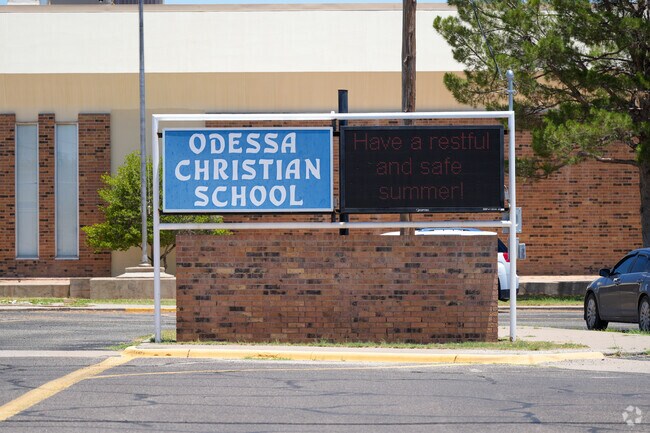 ODESSA
CHRISTIAN
SCHOOL
Have a restful
and safe
summer!